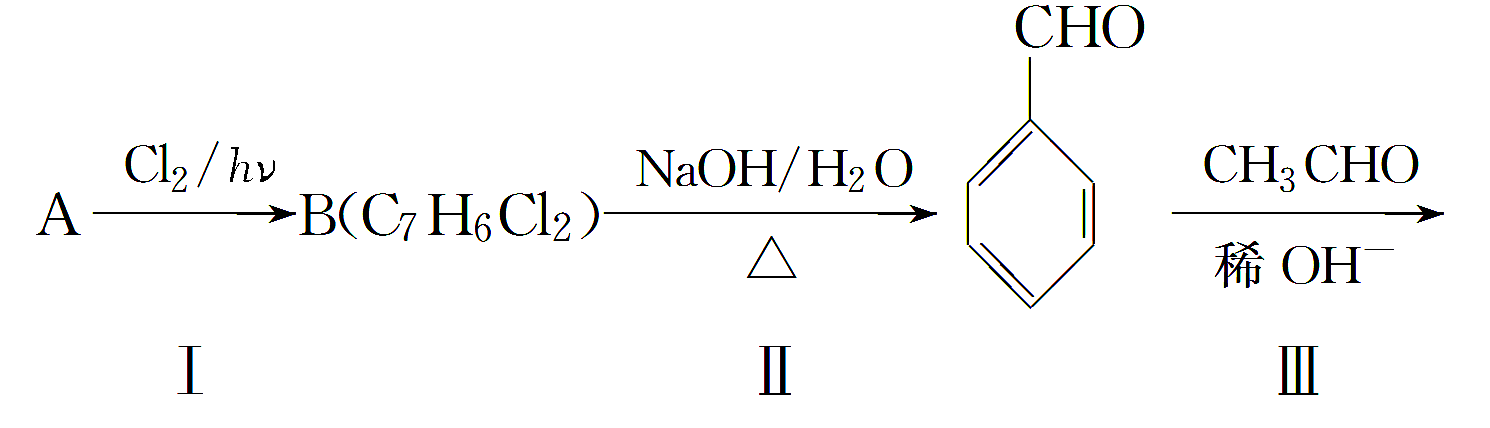 CHO
A Cl₂/hν B(C₇H₆Cl₂) NaOH/H₂O △ CH₃CHO 稀 OH⁻
Ⅰ Ⅱ Ⅲ